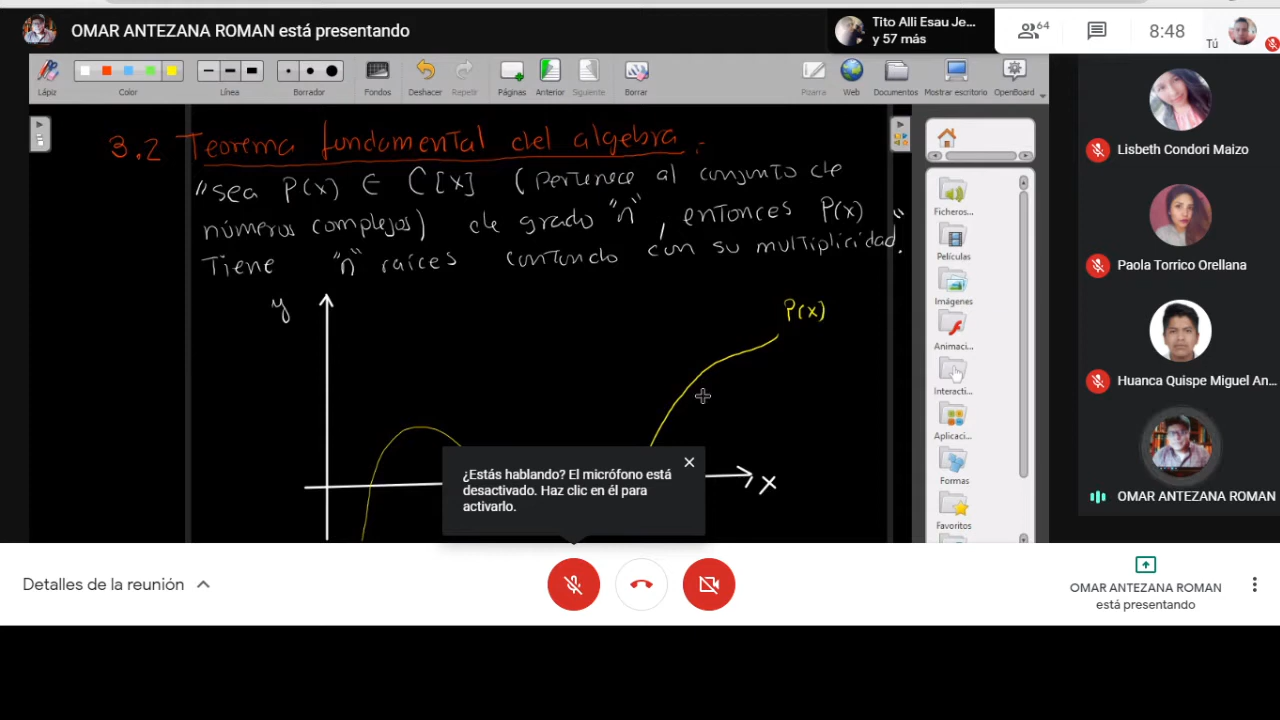 OMAR ANTEZANA ROMAN está presentando
Tito Alli Esau Je...
y 57 más
64
8:48
Tú
Lápiz
Color
Línea
Borrador
Fondos
Deshacer
Repetir
Páginas
Anterior
Siguiente
Borrar
Pizarra
Web
Documentos
Mostrar escritorio
OpenBoard
3.2 Teorema fundamental del algebra.-
"sea P(x) ∈ C[x] (pertenece al conjunto de
números complejos) de grado "n", entonces P(x)
Tiene "n" raíces contando con su multiplicidad."
y
P(x)
x
Ficheros...
Películas
Imágenes
Animaci...
Interacti...
Aplicaci...
Formas
Favoritos
Lisbeth Condori Maizo
Paola Torrico Orellana
Huanca Quispe Miguel An...
OMAR ANTEZANA ROMAN
¿Estás hablando? El micrófono está
desactivado. Haz clic en él para
activarlo.
Detalles de la reunión
OMAR ANTEZANA ROMAN
está presentando